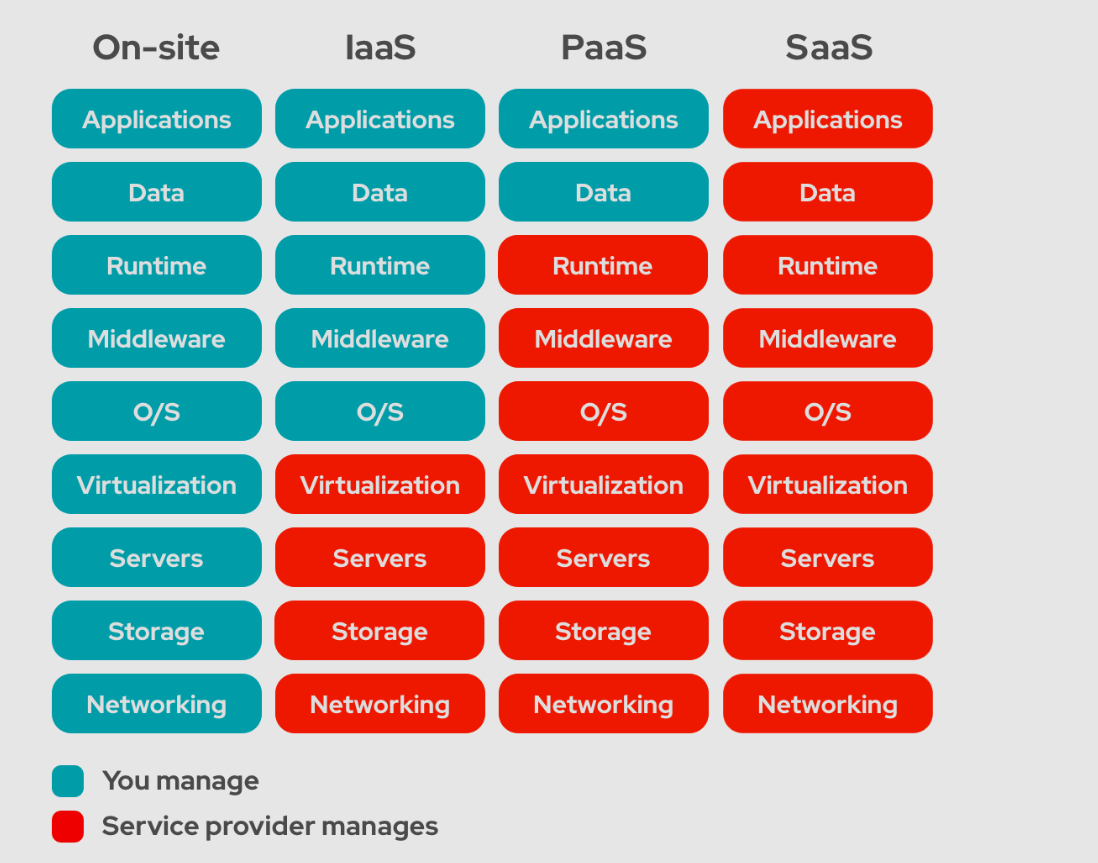 On-site IaaS PaaS SaaS
Applications Applications Applications Applications
Data Data Data Data
Runtime Runtime Runtime Runtime
Middleware Middleware Middleware Middleware
O/S O/S O/S O/S
Virtualization Virtualization Virtualization Virtualization
Servers Servers Servers Servers
Storage Storage Storage Storage
Networking Networking Networking Networking
You manage
Service provider manages